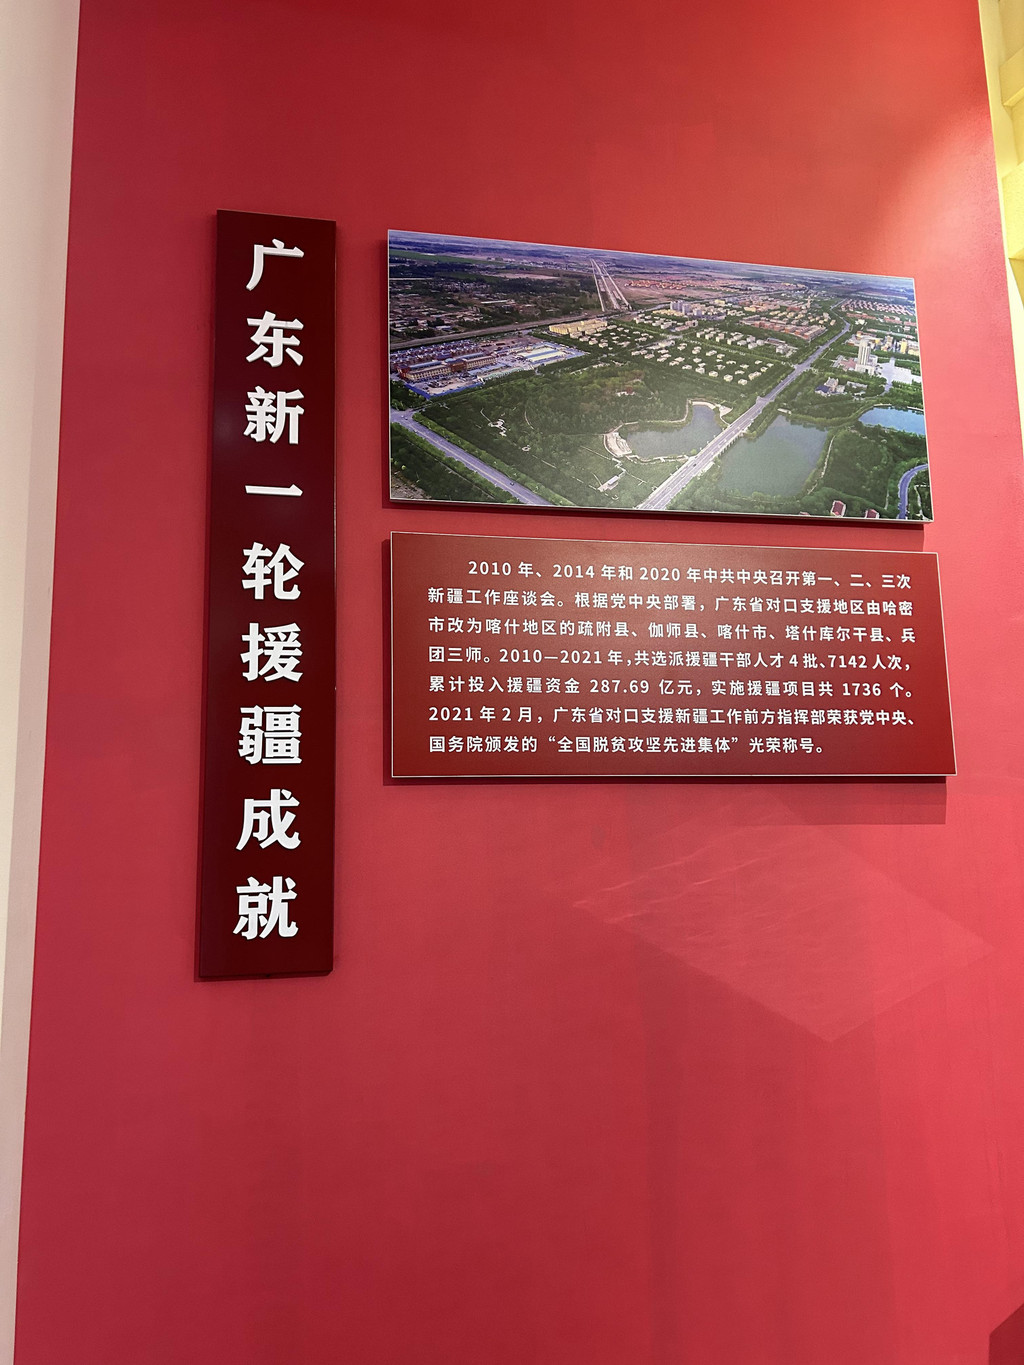 广东新一轮援疆成就
2010 年、2014 年和 2020 年中共中央召开第一、二、三次
新疆工作座谈会。根据党中央部署，广东省对口支援地区由哈密
市改为喀什地区的疏附县、伽师县、喀什市、塔什库尔干县、兵
团三师。2010—2021 年，共选派援疆干部人才 4 批、7142 人次，
累计投入援疆资金 287.69 亿元，实施援疆项目共 1736 个。
2021 年 2 月，广东省对口支援新疆工作前方指挥部荣获党中央、
国务院颁发的“全国脱贫攻坚先进集体”光荣称号。